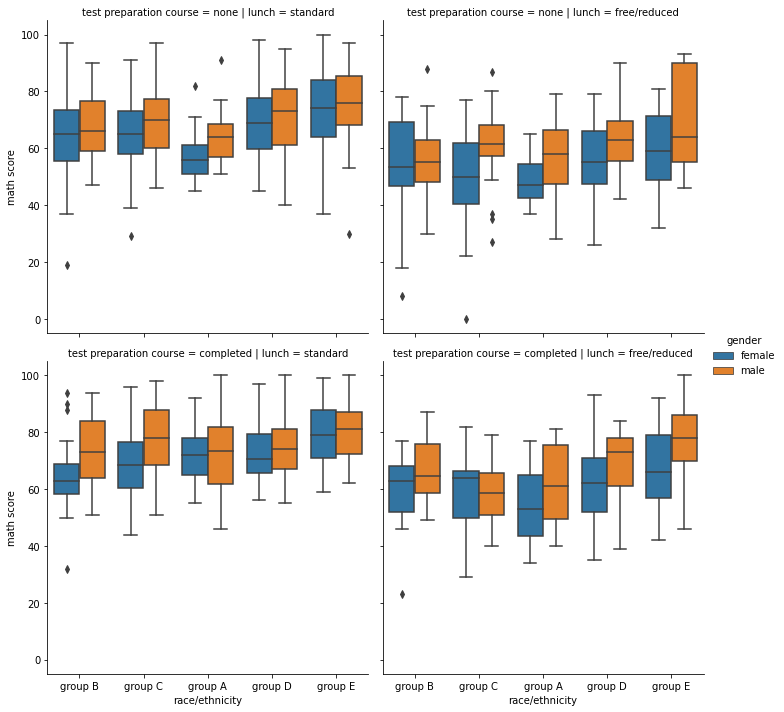 test preparation course = none | lunch = standard
test preparation course = none | lunch = free/reduced
100
80
60
40
20
0
math score
gender
female
male
test preparation course = completed | lunch = standard
test preparation course = completed | lunch = free/reduced
100
80
60
40
20
0
math score
group B group C group A group D group E
race/ethnicity
group B group C group A group D group E
race/ethnicity